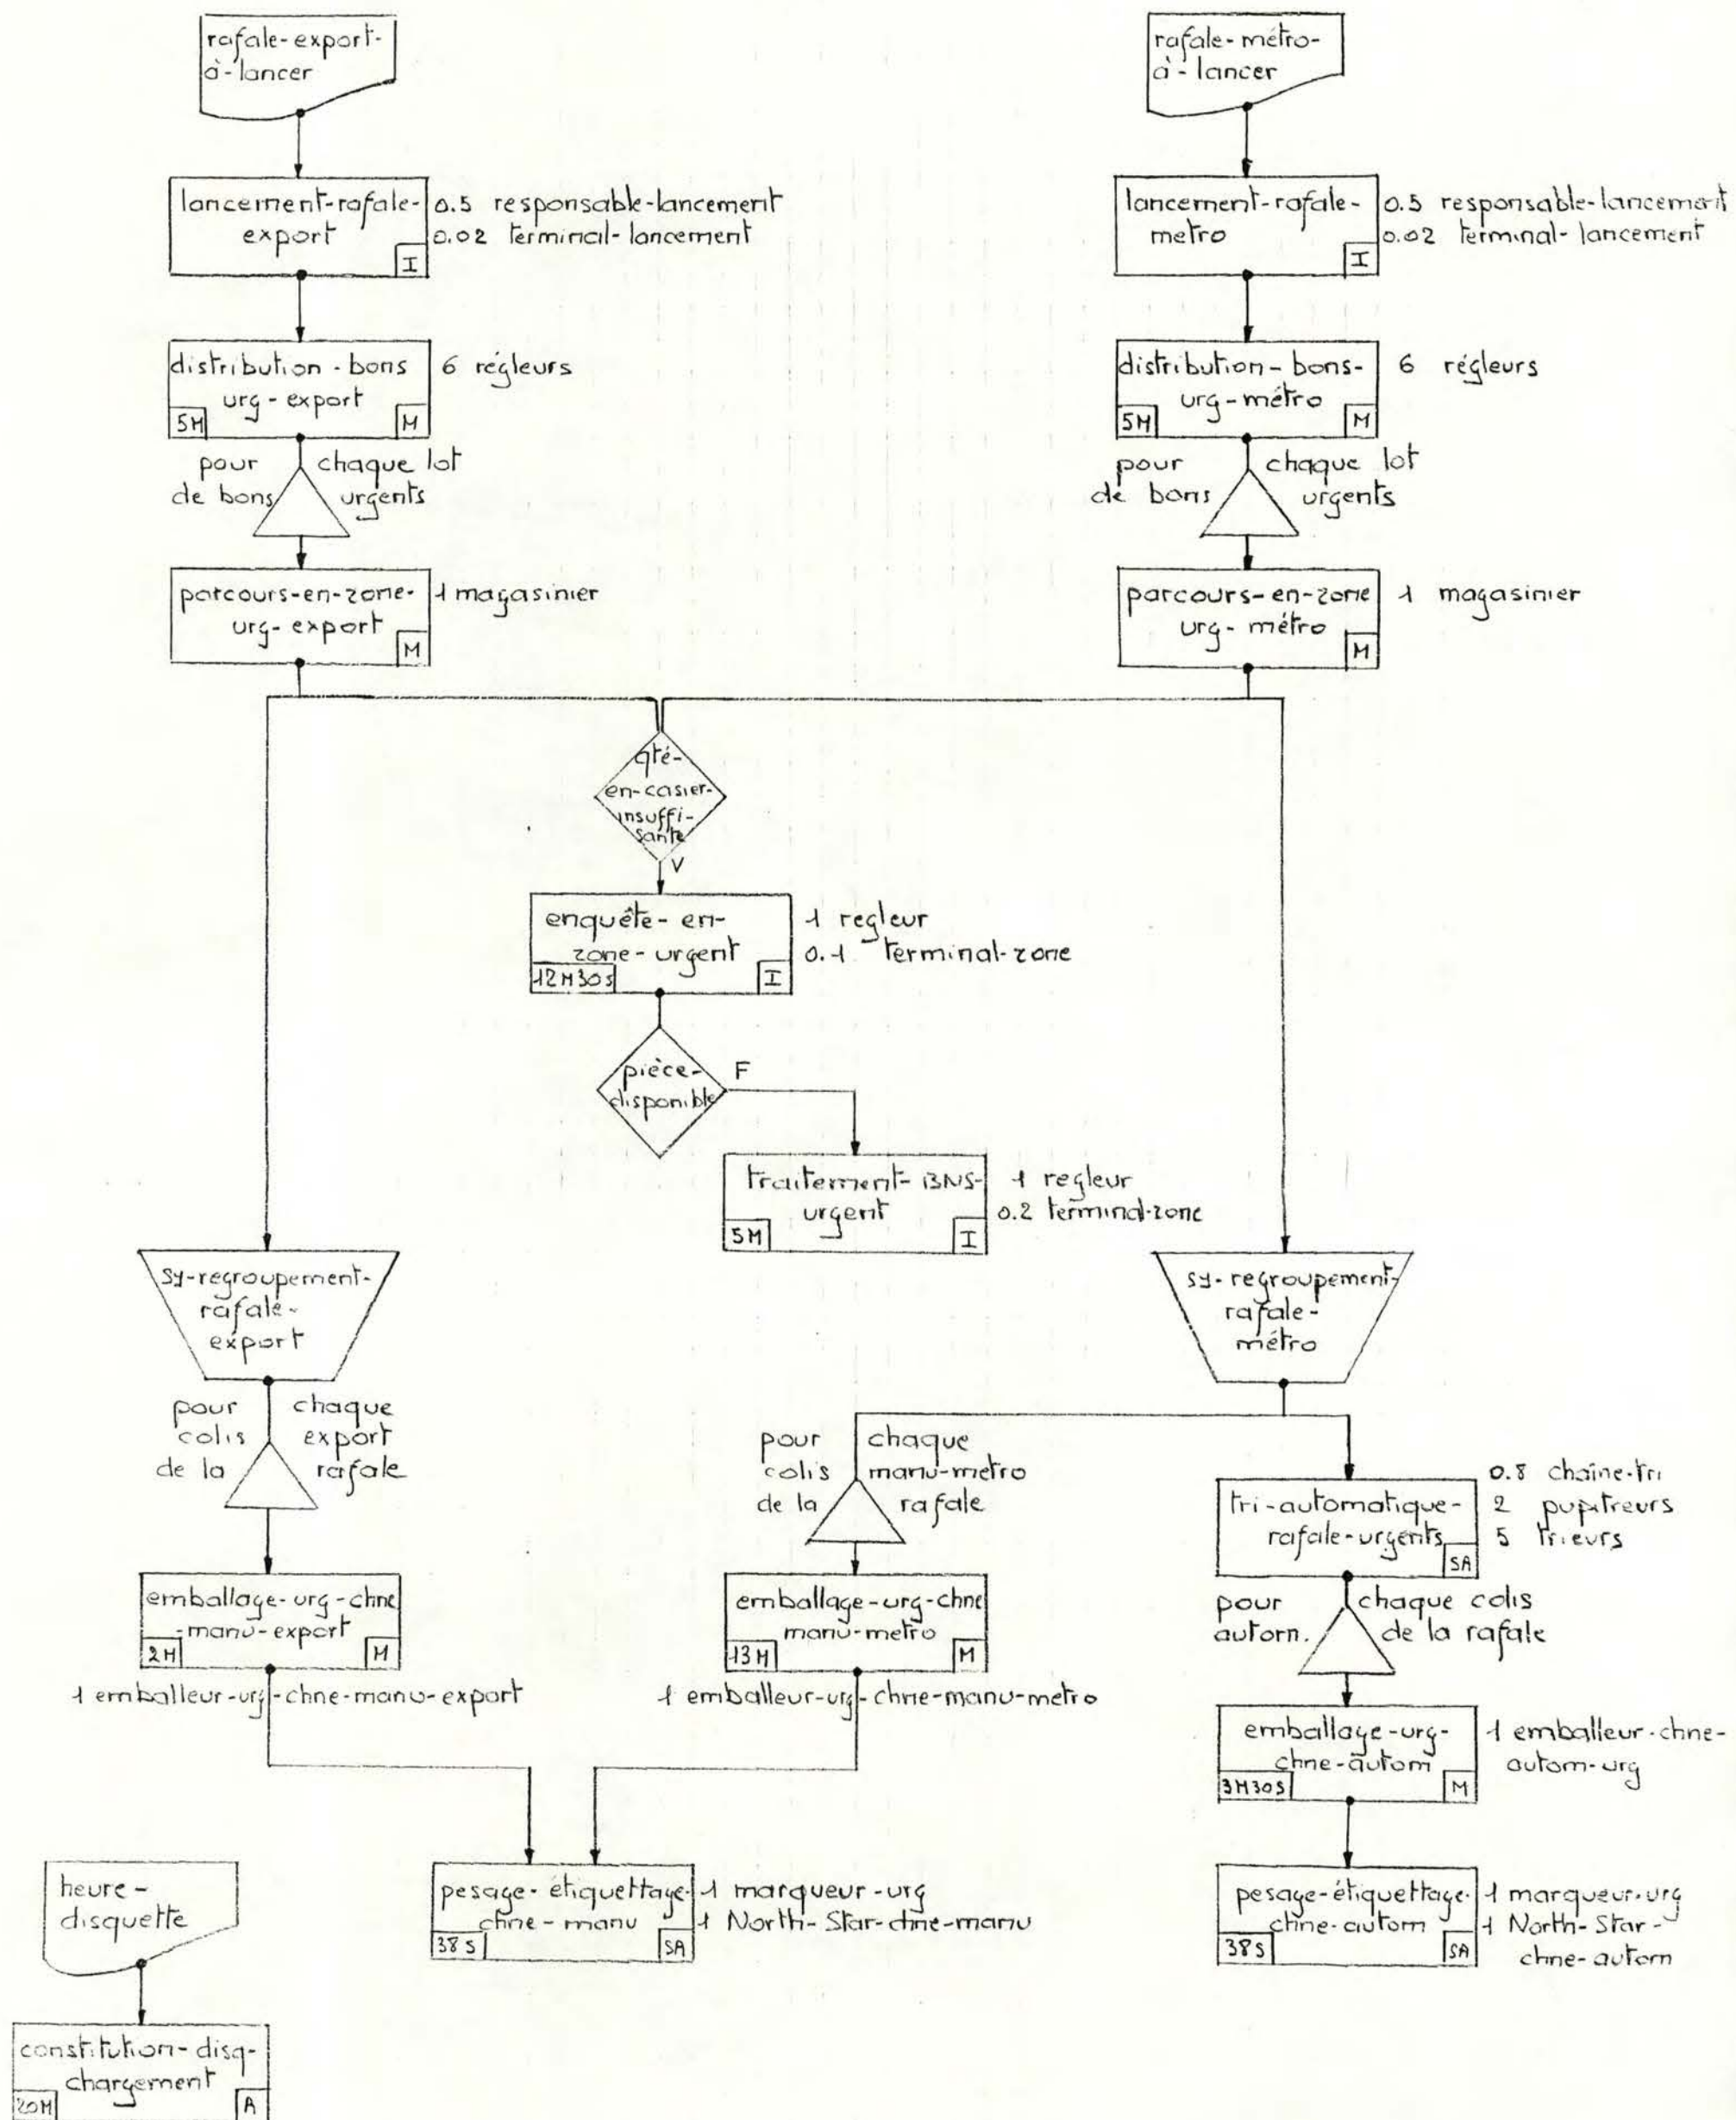 rafale-export-
à-lancer
rafale-métro-
à-lancer
lancement-rafale-
export
I
0.5 responsable-lancement
0.02 terminal-lancement
lancement-rafale-
metro
I
0.5 responsable-lancement
0.02 terminal-lancement
distribution-bons
urg-export
5M
M
6 régleurs
distribution-bons-
urg-métro
5M
M
6 régleurs
pour chaque lot
de bons urgents
pour chaque lot
de bons urgents
parcours-en-zone-
urg-export
M
1 magasinier
parcours-en-zone
urg-métro
M
1 magasinier
qté-
en-casier-
insuffi-
sante
V
enquête-en-
zone-urgent
12M30S
I
1 regleur
0.1 terminal-zone
pièce-
disponible
F
traitement-BNS-
urgent
5M
I
1 regleur
0.2 terminal-zone
sy-regroupement-
rafale-
export
sy-regroupement-
rafale-
métro
pour chaque
colis export
de la rafale
pour chaque
colis manu-metro
de la rafale
tri-automatique-
rafale-urgents
SA
0.8 chaîne-tri
2 pupitreurs
5 trieurs
emballage-urg-chne
-manu-export
2M
M
1 emballeur-urg-chne-manu-export
emballage-urg-chne
manu-metro
13M
M
1 emballeur-urg-chne-manu-metro
pour chaque colis
autom. de la rafale
emballage-urg-
chne-autom
3M30S
M
1 emballeur-chne-
autom-urg
heure-
disquette
pesage-étiquettage-
chne-manu
38S
SA
1 marqueur-urg
1 North-Star-chne-manu
pesage-étiquettage-
chne-autom
38S
SA
1 marqueur-urg
1 North-Star-
chne-autom
constitution-disq-
chargement
20M
A